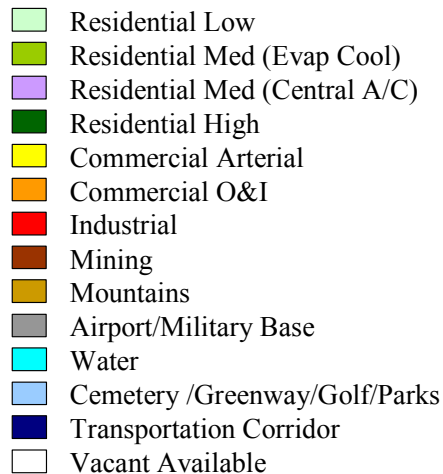 Residential Low
Residential Med (Evap Cool)
Residential Med (Central A/C)
Residential High
Commercial Arterial
Commercial O&I
Industrial
Mining
Mountains
Airport/Military Base
Water
Cemetery /Greenway/Golf/Parks
Transportation Corridor
Vacant Available